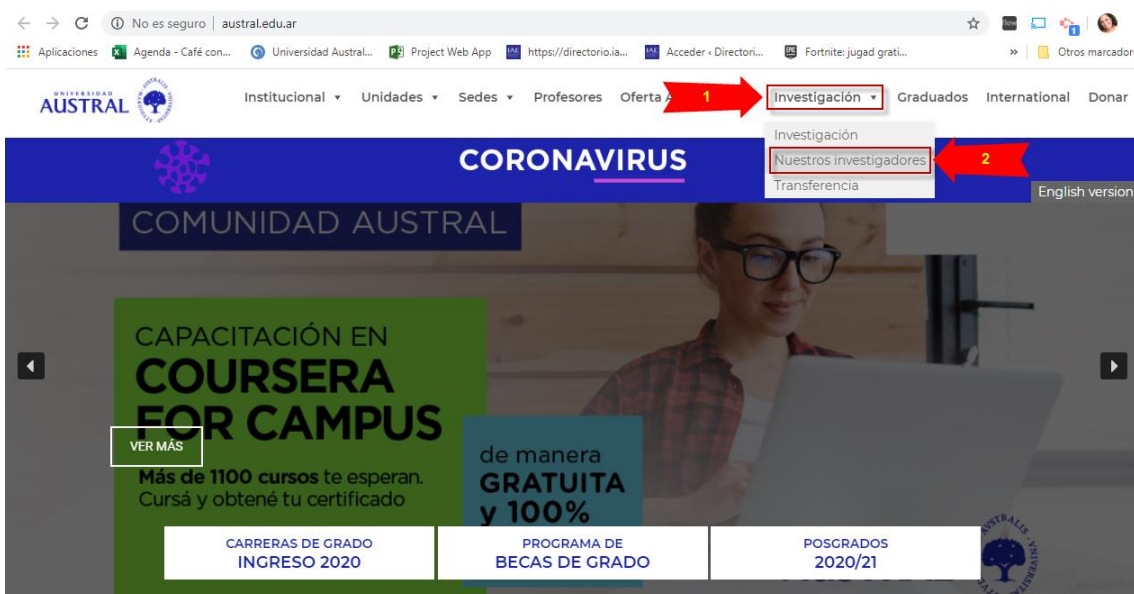 No es seguro | austral.edu.ar
Aplicaciones Agenda - Café con... Universidad Austral... Project Web App https://directorio.ia... Acceder ‹ Directori... Fortnite: jugad grati... » Otros marcadore
UNIVERSIDAD
AUSTRAL
Institucional Unidades Sedes Profesores Oferta A 1 Investigación Graduados International Donar
Investigación
CORONAVIRUS
Nuestros investigadores 2
Transferencia
English version
COMUNIDAD AUSTRAL
CAPACITACIÓN EN
COURSERA
FOR CAMPUS
VER MÁS
Más de 1100 cursos te esperan.
Cursá y obtené tu certificado
de manera
GRATUITA
y 100%
CARRERAS DE GRADO
INGRESO 2020
PROGRAMA DE
BECAS DE GRADO
POSGRADOS
2020/21